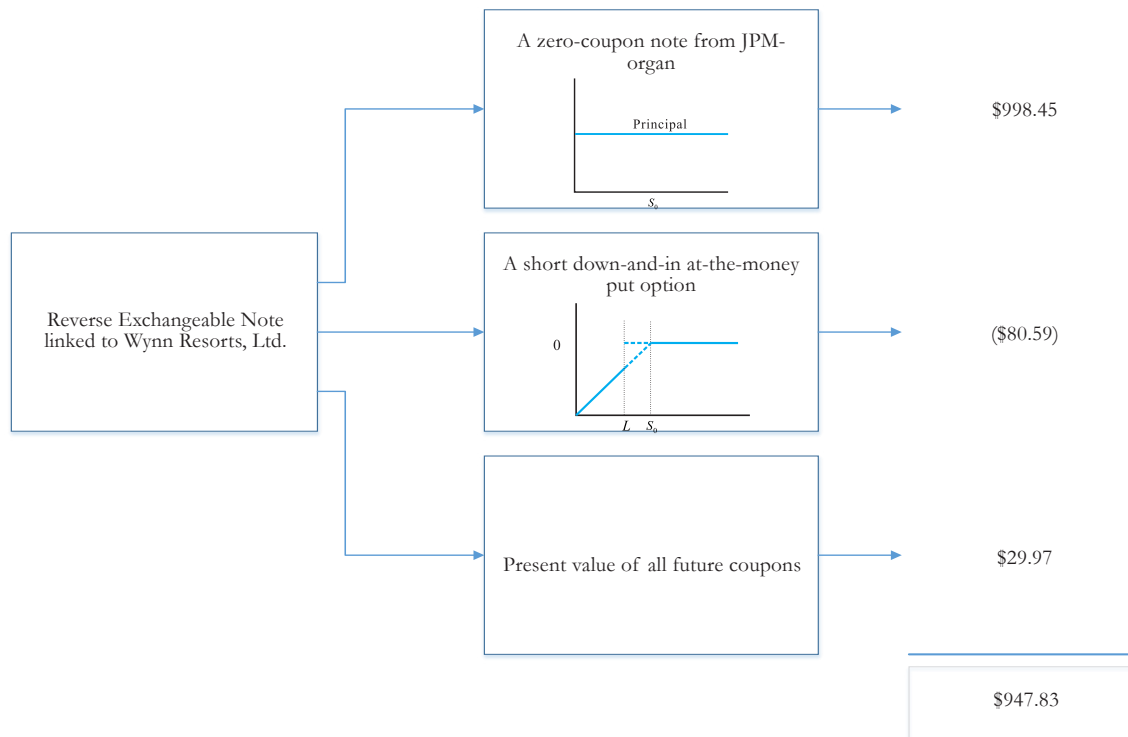 A zero-coupon note from JPM-
organ
Principal
S₀
$998.45
Reverse Exchangeable Note
linked to Wynn Resorts, Ltd.
A short down-and-in at-the-money
put option
0
L S₀
($80.59)
Present value of all future coupons
$29.97
$947.83